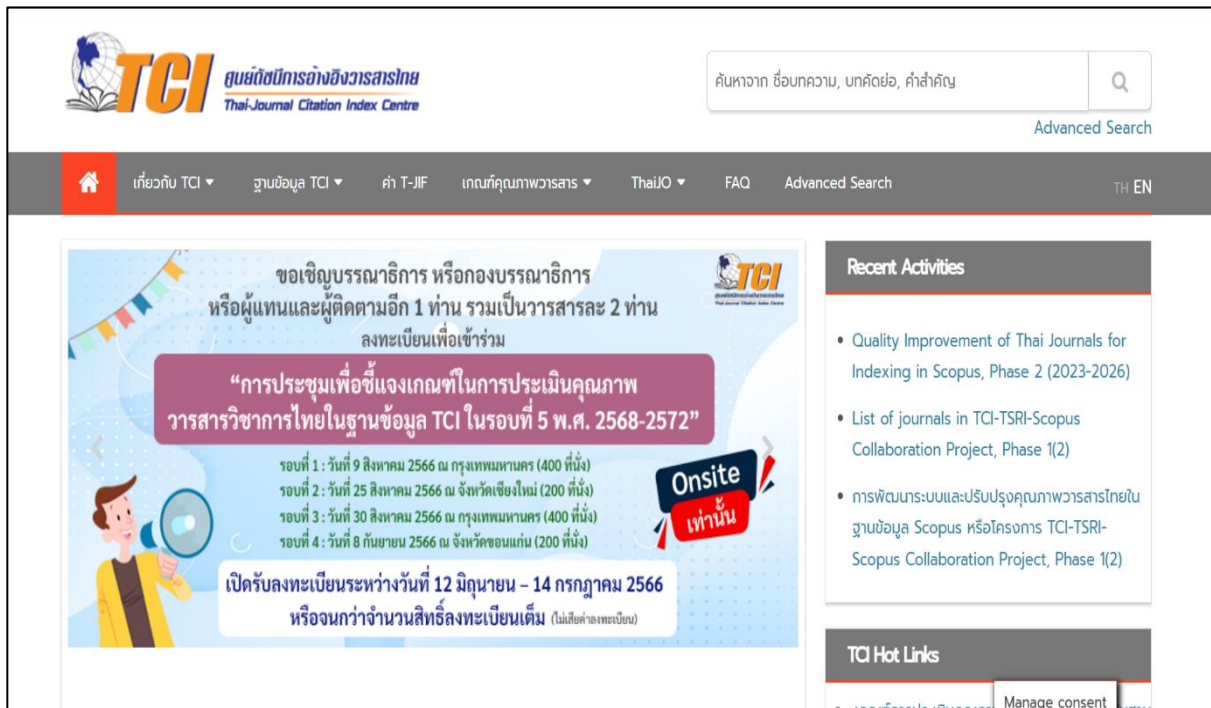 TCI
ศูนย์ดัชนีการอ้างอิงวารสารไทย
Thai-Journal Citation Index Centre
ค้นหาจาก ชื่อบทความ, บทคัดย่อ, คำสำคัญ
Advanced Search
เกี่ยวกับ TCI ฐานข้อมูล TCI ค่า T-JIF เกณฑ์คุณภาพวารสาร ThaiJO FAQ Advanced Search TH EN
ขอเชิญบรรณาธิการ หรือกองบรรณาธิการ
หรือผู้แทนและผู้ติดตามอีก 1 ท่าน รวมเป็นวารสารละ 2 ท่าน
ลงทะเบียนเพื่อเข้าร่วม
TCI
ศูนย์ดัชนีการอ้างอิงวารสารไทย
Thai-Journal Citation Index Centre
“การประชุมเพื่อชี้แจงเกณฑ์ในการประเมินคุณภาพ
วารสารวิชาการไทยในฐานข้อมูล TCI ในรอบที่ 5 พ.ศ. 2568-2572”
รอบที่ 1 : วันที่ 9 สิงหาคม 2566 ณ กรุงเทพมหานคร (400 ที่นั่ง)
รอบที่ 2 : วันที่ 25 สิงหาคม 2566 ณ จังหวัดเชียงใหม่ (200 ที่นั่ง)
รอบที่ 3 : วันที่ 30 สิงหาคม 2566 ณ กรุงเทพมหานคร (400 ที่นั่ง)
รอบที่ 4 : วันที่ 8 กันยายน 2566 ณ จังหวัดขอนแก่น (200 ที่นั่ง)
Onsite
เท่านั้น
เปิดรับลงทะเบียนระหว่างวันที่ 12 มิถุนายน – 14 กรกฎาคม 2566
หรือจนกว่าจำนวนสิทธิ์ลงทะเบียนเต็ม (ไม่เสียค่าลงทะเบียน)
Recent Activities
Quality Improvement of Thai Journals for
Indexing in Scopus, Phase 2 (2023-2026)
List of journals in TCI-TSRI-Scopus
Collaboration Project, Phase 1(2)
การพัฒนาระบบและปรับปรุงคุณภาพวารสารไทยใน
ฐานข้อมูล Scopus หรือโครงการ TCI-TSRI-
Scopus Collaboration Project, Phase 1(2)
TCI Hot Links
Manage consent